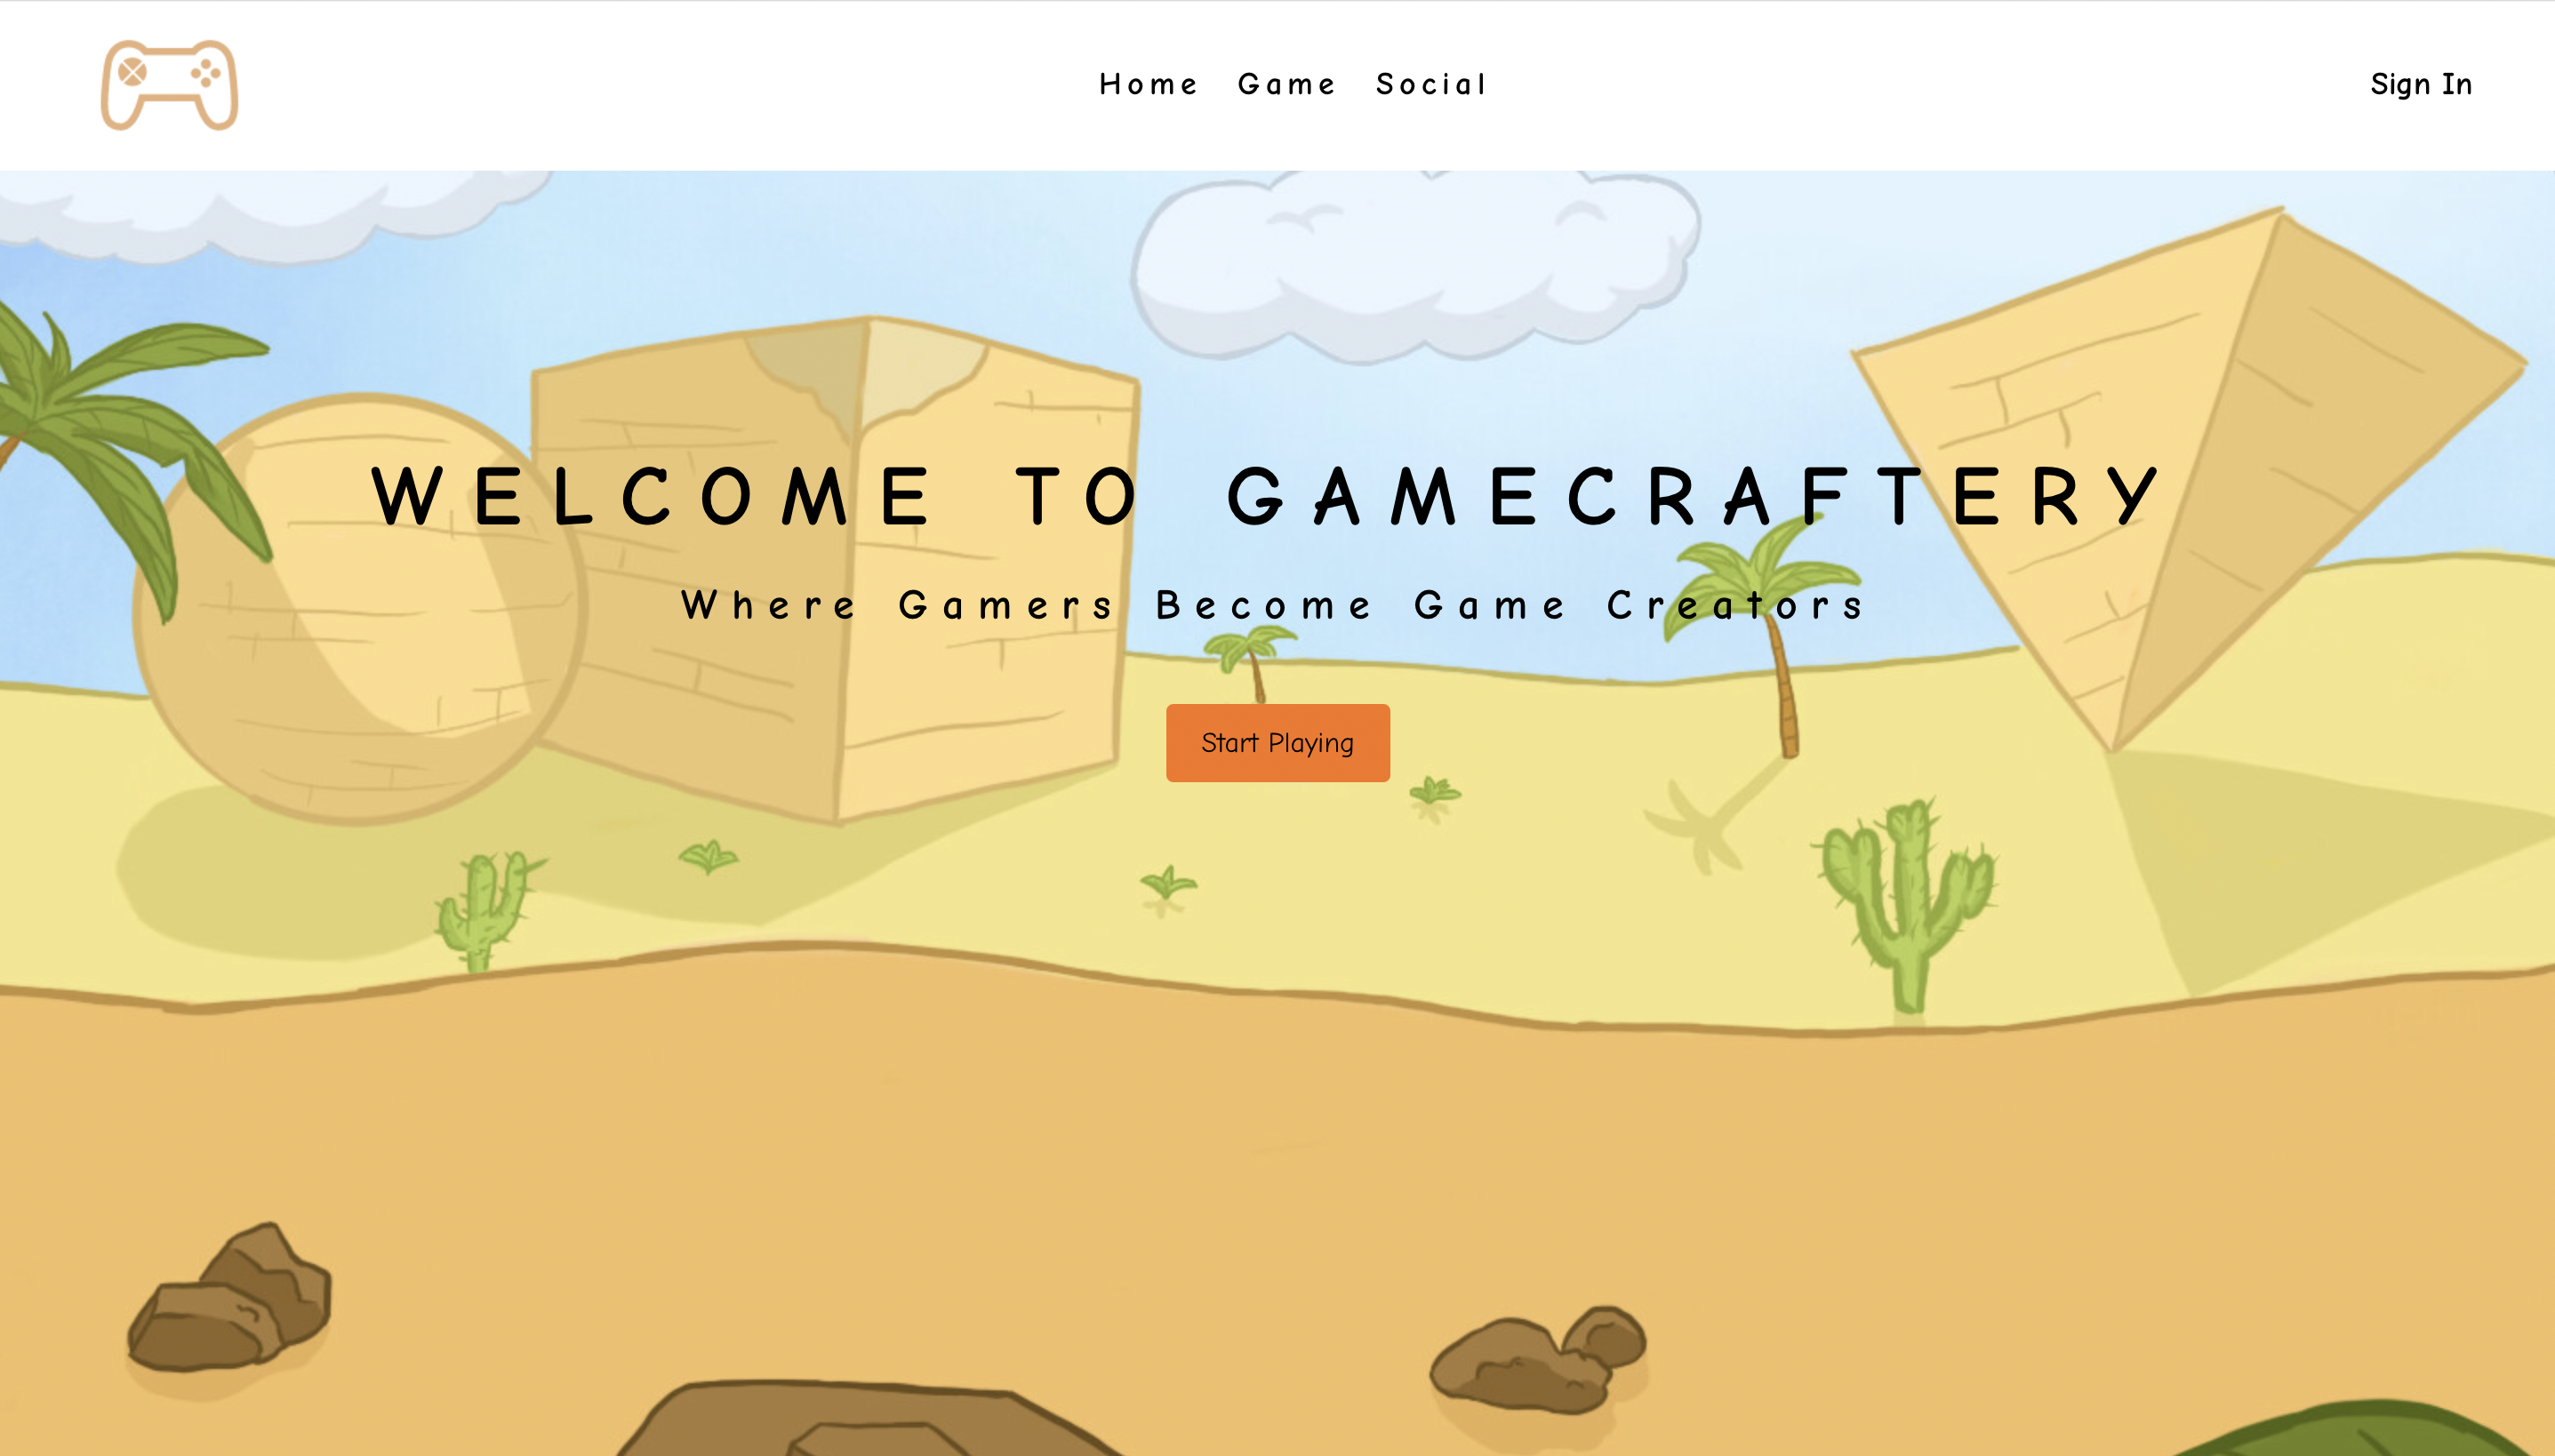 Home Game Social Sign In
WELCOME TO GAMECRAFTERY
Where Gamers Become Game Creators
Start Playing